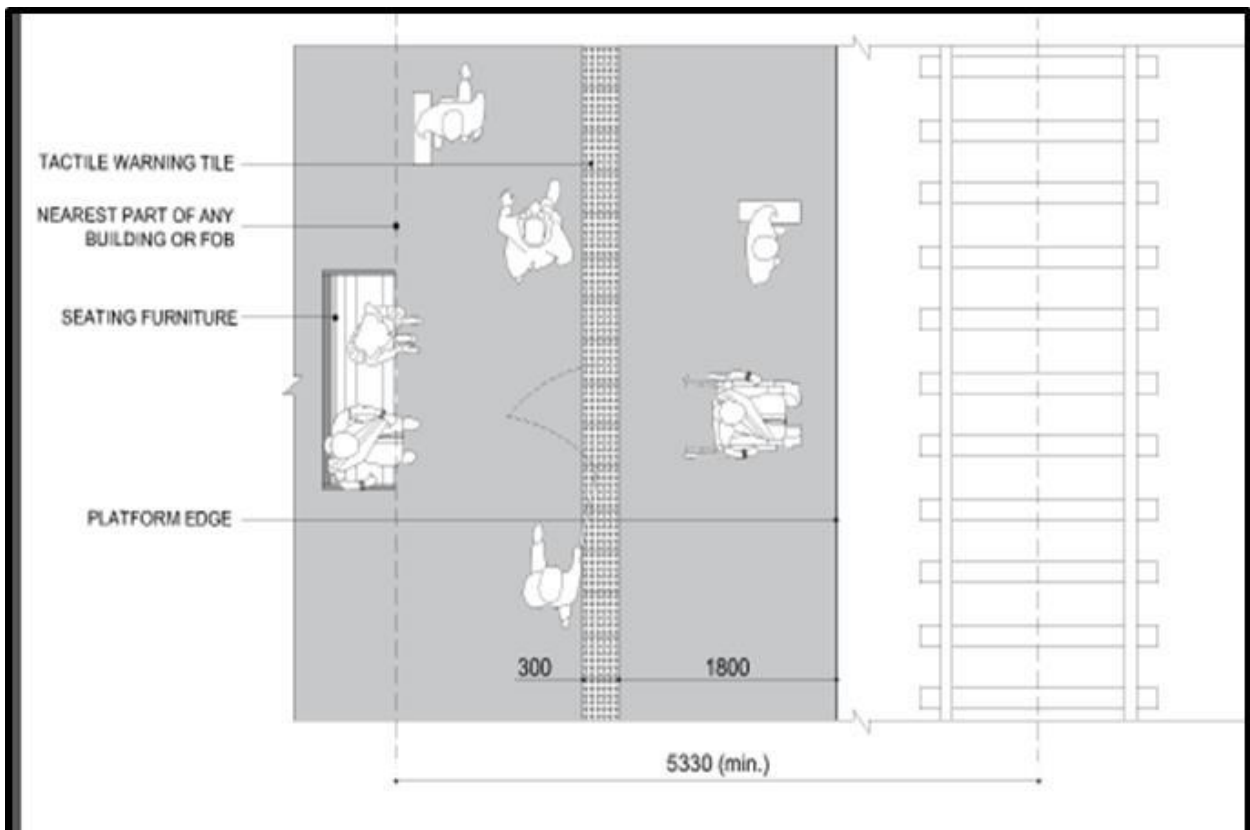 TACTILE WARNING TILE
NEAREST PART OF ANY
BUILDING OR FOB
SEATING FURNITURE
PLATFORM EDGE
300
1800
5330 (min.)